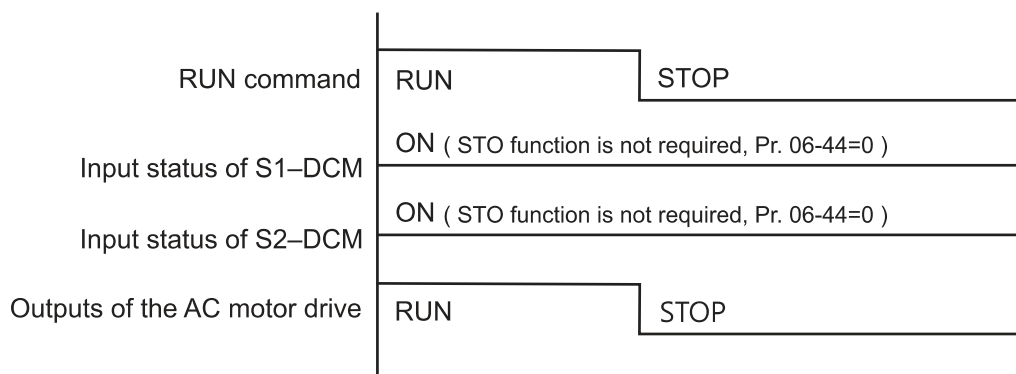 RUN command RUN STOP
ON ( STO function is not required, Pr. 06-44=0 )
Input status of S1–DCM
ON ( STO function is not required, Pr. 06-44=0 )
Input status of S2–DCM
Outputs of the AC motor drive RUN STOP